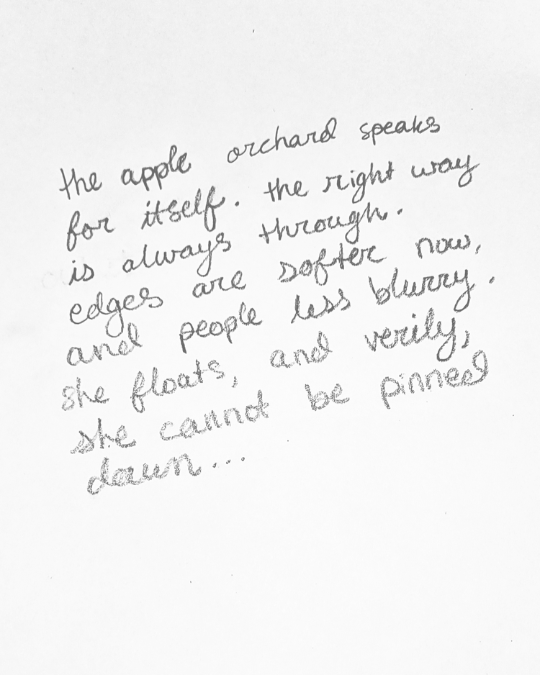 the apple orchard speaks
for itself. the right way
is always through.
edges are softer now,
and people less blurry.
she floats, and verily,
she cannot be pinned
down...